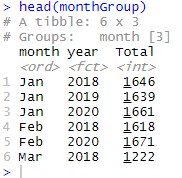 > head(monthGroup)
# A tibble: 6 x 3
# Groups:   month [3]
  month year  Total
  <ord> <fct> <int>
1 Jan   2018   1646
2 Jan   2019   1639
3 Jan   2020   1661
4 Feb   2018   1618
5 Feb   2020   1671
6 Mar   2018   1222
>